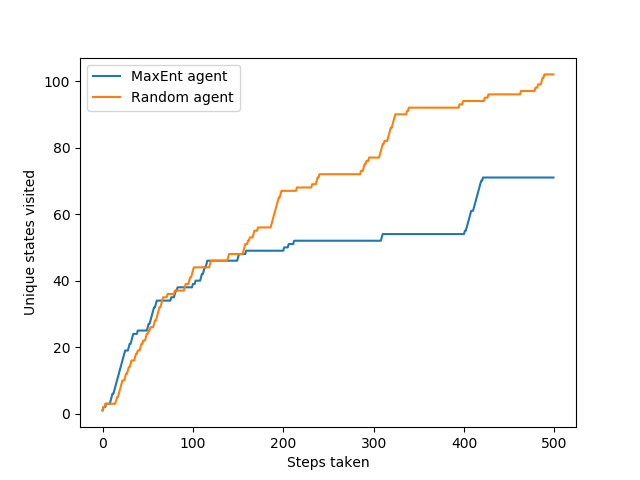 MaxEnt agent
Random agent
Unique states visited
100
80
60
40
20
0
0 100 200 300 400 500
Steps taken